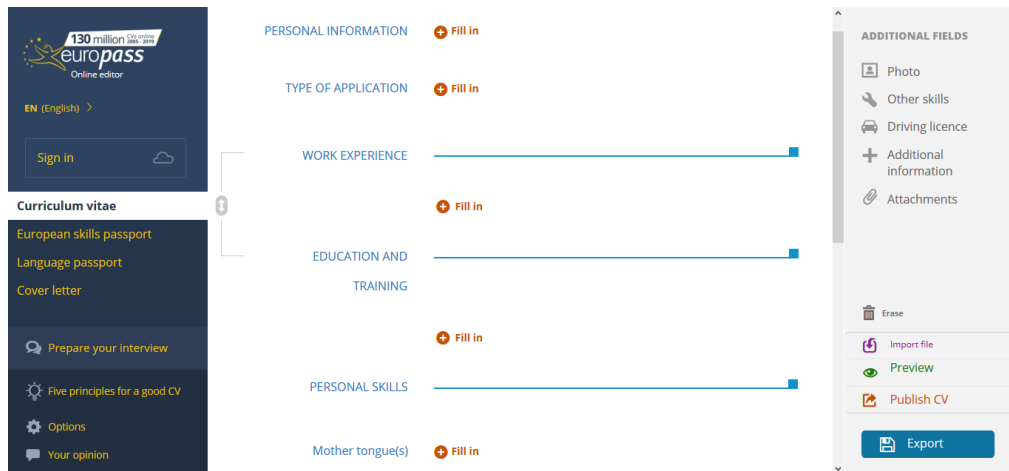 130 million CVs online 2005 - 2019
europass
Online editor
EN (English) >
Sign in
Curriculum vitae
European skills passport
Language passport
Cover letter
Prepare your interview
Five principles for a good CV
Options
Your opinion
PERSONAL INFORMATION Fill in
TYPE OF APPLICATION Fill in
WORK EXPERIENCE
Fill in
EDUCATION AND
TRAINING
Fill in
PERSONAL SKILLS
Mother tongue(s) Fill in
ADDITIONAL FIELDS
Photo
Other skills
Driving licence
Additional
information
Attachments
Erase
Import file
Preview
Publish CV
Export